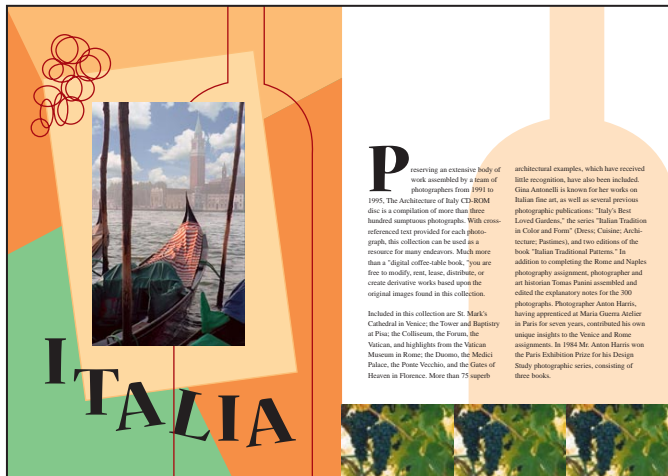 ITALIA
Preserving an extensive body of
work assembled by a team of
photographers from 1991 to
1995, The Architecture of Italy CD-ROM
disc is a compilation of more than three
hundred sumptuous photographs. With cross-
referenced text provided for each photo-
graph, this collection can be used as a
resource for many endeavors. Much more
than a "digital coffee-table book, "you are
free to modify, rent, lease, distribute, or
create derivative works based upon the
original images found in this collection.
Included in this collection are St. Mark's
Cathedral in Venice; the Tower and Baptistry
at Pisa; the Colliseum, the Forum, the
Vatican, and highlights from the Vatican
Museum in Rome; the Duomo, the Medici
Palace, the Ponte Vecchio, and the Gates of
Heaven in Florence. More than 75 superb
architectural examples, which have received
little recognition, have also been included.
Gina Antonelli is known for her works on
Italian fine art, as well as several previous
photographic publications: "Italy's Best
Loved Gardens," the series "Italian Tradition
in Color and Form" (Dress; Cuisine; Archi-
tecture; Pastimes), and two editions of the
book "Italian Traditional Patterns." In
addition to completing the Rome and Naples
photography assignment, photographer and
art historian Tomas Panini assembled and
edited the explanatory notes for the 300
photographs. Photographer Anton Harris,
having apprenticed at Maria Guerra Atelier
in Paris for seven years, contributed his own
unique insights to the Venice and Rome
assignments. In 1984 Mr. Anton Harris won
the Paris Exhibition Prize for his Design
Study photographic series, consisting of
three books.